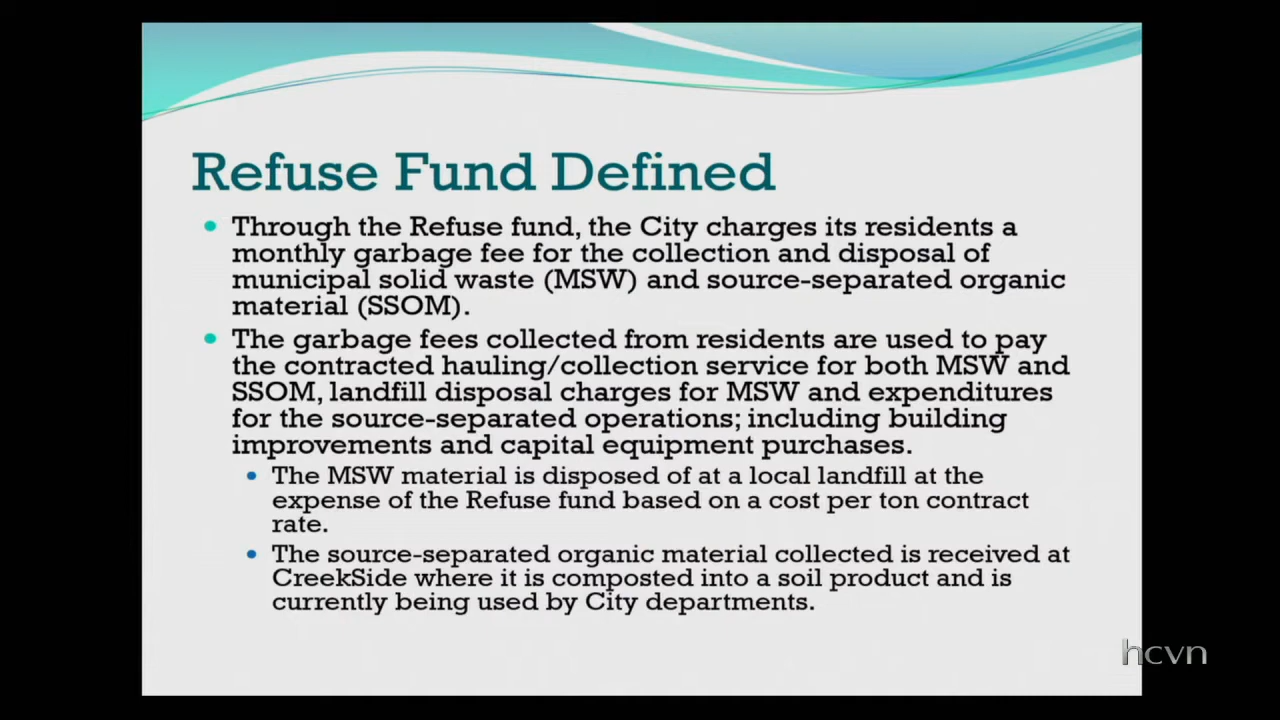 Refuse Fund Defined
• Through the Refuse fund, the City charges its residents a
monthly garbage fee for the collection and disposal of
municipal solid waste (MSW) and source-separated organic
material (SSOM).
• The garbage fees collected from residents are used to pay
the contracted hauling/collection service for both MSW and
SSOM, landfill disposal charges for MSW and expenditures
for the source-separated operations; including building
improvements and capital equipment purchases.
• The MSW material is disposed of at a local landfill at the
expense of the Refuse fund based on a cost per ton contract
rate.
• The source-separated organic material collected is received at
CreekSide where it is composted into a soil product and is
currently being used by City departments.
hcvn